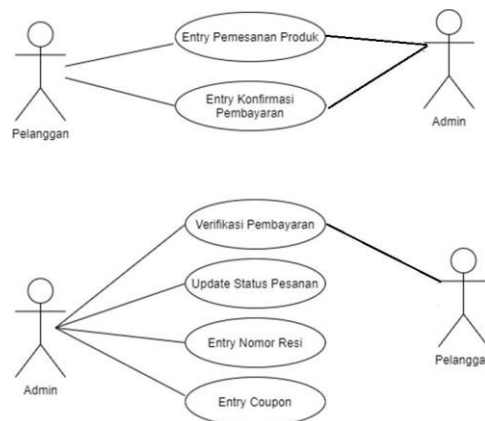 Entry Pemesanan Produk
Entry Konfirmasi
Pembayaran
Pelanggan
Admin
Verifikasi Pembayaran
Update Status Pesanan
Entry Nomor Resi
Entry Coupon
Admin
Pelangga